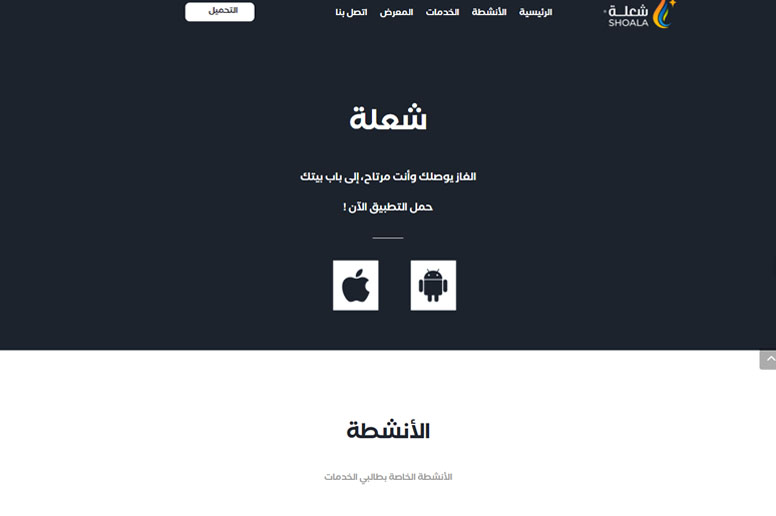 شعلـة
SHOALA
الرئيسية الأنشطة الخدمات المعرض اتصل بنا
التحميل
شعلة
الغاز يوصلك وأنت مرتاح، إلى باب بيتك
حمل التطبيق الآن !
الأنشطة
الأنشطة الخاصة بطالبي الخدمات